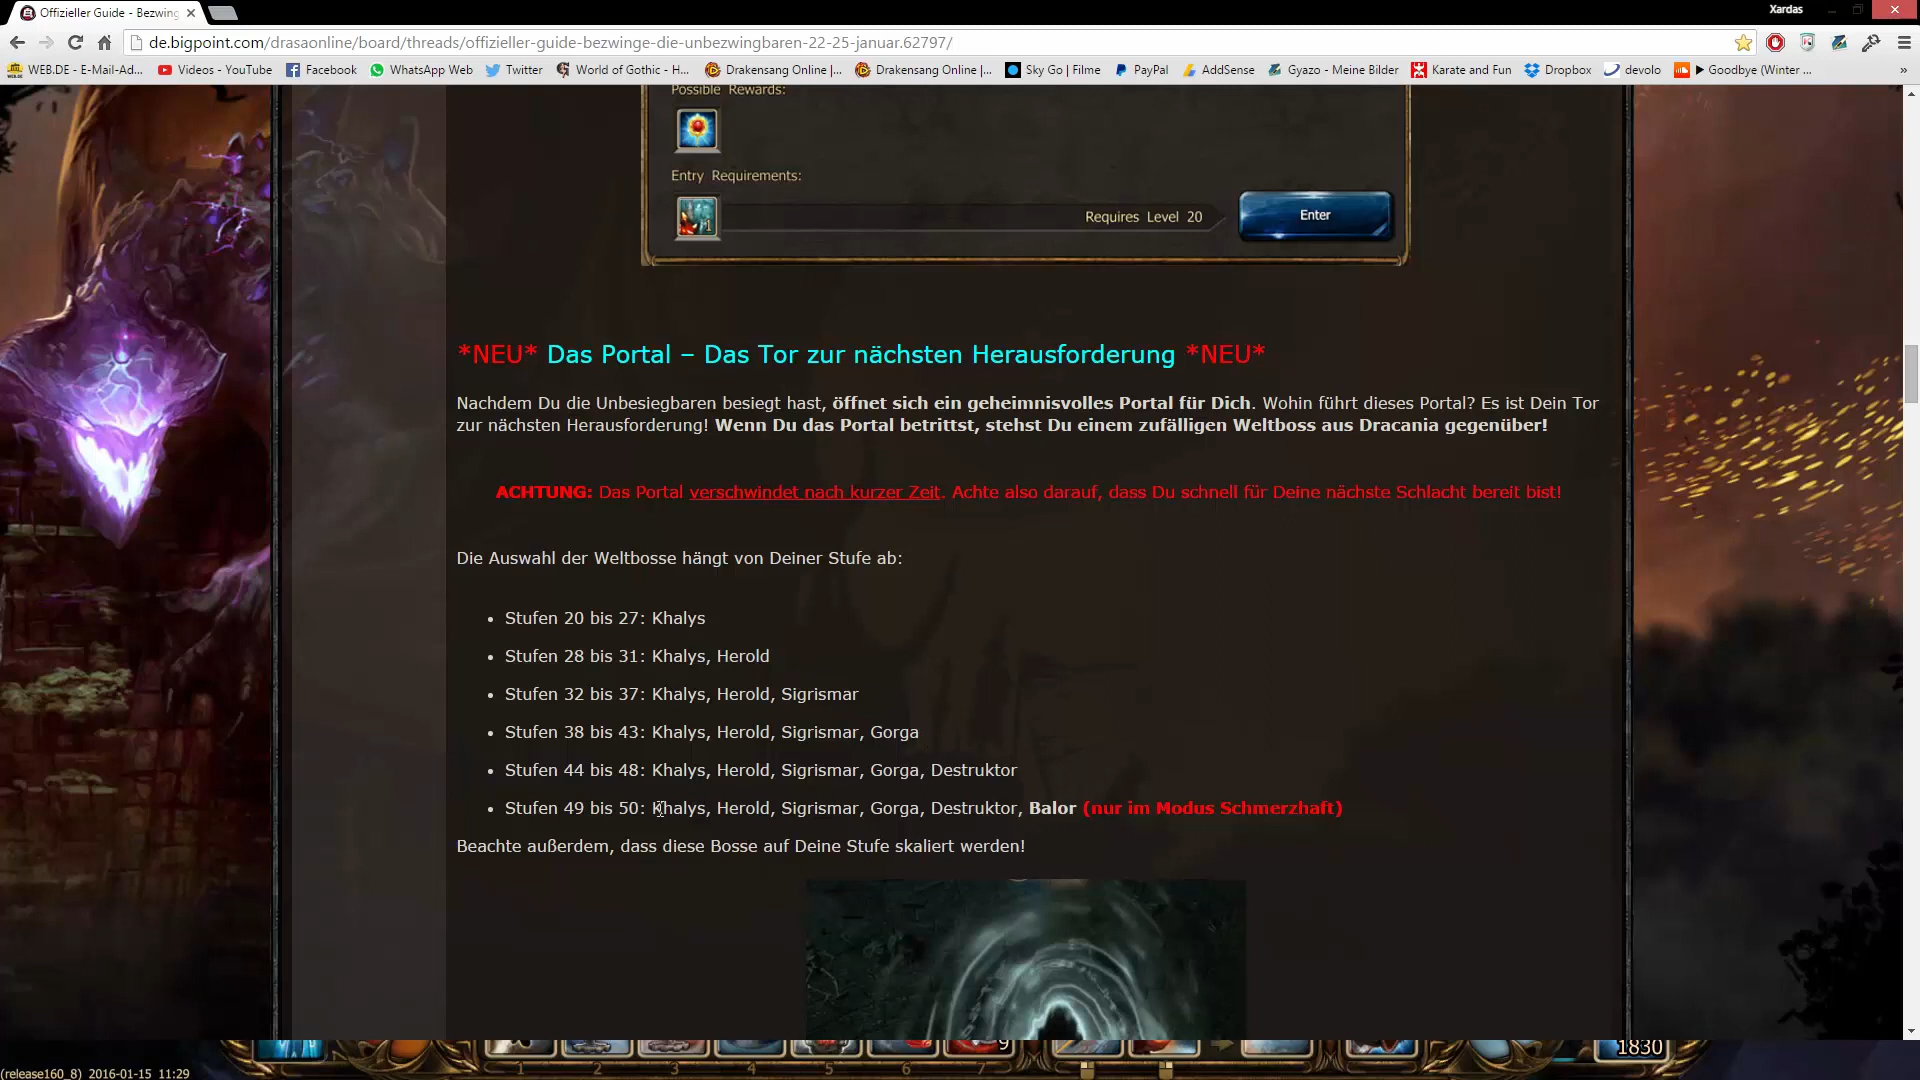 Offizieller Guide - Bezwing
Xardas
de.bigpoint.com/drasaonline/board/threads/offizieller-guide-bezwinge-die-unbezwingbaren-22-25-januar.62797/
WEB.DE - E-Mail-Ad... Videos - YouTube Facebook WhatsApp Web Twitter World of Gothic - H... Drakensang Online |... Drakensang Online |... Sky Go | Filme PayPal AddSense Gyazo - Meine Bilder Karate and Fun Dropbox devolo ▶ Goodbye (Winter ... »
Possible Rewards:
Entry Requirements:
1
Requires Level 20
Enter
*NEU* Das Portal – Das Tor zur nächsten Herausforderung *NEU*
Nachdem Du die Unbesiegbaren besiegt hast, öffnet sich ein geheimnisvolles Portal für Dich. Wohin führt dieses Portal? Es ist Dein Tor
zur nächsten Herausforderung! Wenn Du das Portal betrittst, stehst Du einem zufälligen Weltboss aus Dracania gegenüber!
ACHTUNG: Das Portal verschwindet nach kurzer Zeit. Achte also darauf, dass Du schnell für Deine nächste Schlacht bereit bist!
Die Auswahl der Weltbosse hängt von Deiner Stufe ab:
• Stufen 20 bis 27: Khalys
• Stufen 28 bis 31: Khalys, Herold
• Stufen 32 bis 37: Khalys, Herold, Sigrismar
• Stufen 38 bis 43: Khalys, Herold, Sigrismar, Gorga
• Stufen 44 bis 48: Khalys, Herold, Sigrismar, Gorga, Destruktor
• Stufen 49 bis 50: Khalys, Herold, Sigrismar, Gorga, Destruktor, Balor (nur im Modus Schmerzhaft)
Beachte außerdem, dass diese Bosse auf Deine Stufe skaliert werden!
9
1830
1 2 3 4 5 6 7
(release160_8) 2016-01-15 11:29